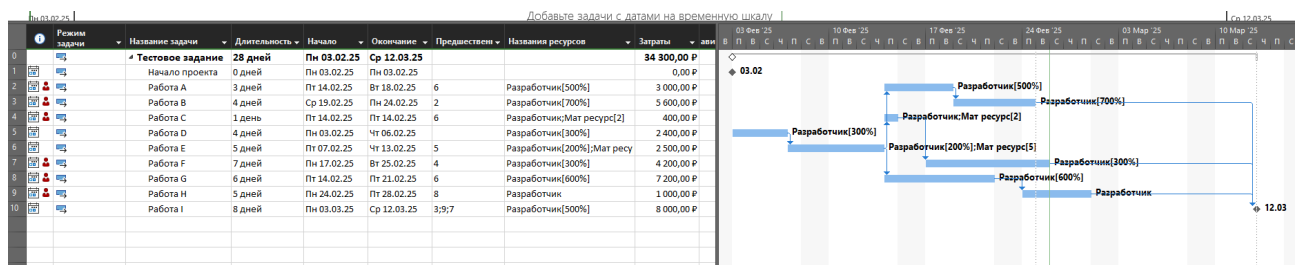 Пн 03.02.25 Добавьте задачи с датами на временную шкалу Ср 12.03.25
Режим задачи Название задачи Длительность Начало Окончание Предшественн Названия ресурсов Затраты ави
03 Фев '25 10 Фев '25 17 Фев '25 24 Фев '25 03 Мар '25 10 Мар '25
В П В С Ч П С В П В С Ч П С В П В С Ч П С В П В С Ч П С В П В С Ч П С В П В С Ч П С
0 Тестовое задание 28 дней Пн 03.02.25 Ср 12.03.25 34 300,00 ₽
1 Начало проекта 0 дней Пн 03.02.25 Пн 03.02.25 0,00 ₽ 03.02
2 Работа A 3 дней Пт 14.02.25 Вт 18.02.25 6 Разработчик[500%] 3 000,00 ₽ Разработчик[500%]
3 Работа B 4 дней Ср 19.02.25 Пн 24.02.25 2 Разработчик[700%] 5 600,00 ₽ Разработчик[700%]
4 Работа C 1 день Пт 14.02.25 Пт 14.02.25 6 Разработчик;Мат ресурс[2] 400,00 ₽ Разработчик;Мат ресурс[2]
5 Работа D 4 дней Пн 03.02.25 Чт 06.02.25 Разработчик[300%] 2 400,00 ₽ Разработчик[300%]
6 Работа E 5 дней Пт 07.02.25 Чт 13.02.25 5 Разработчик[200%];Мат ресу 2 500,00 ₽ Разработчик[200%];Мат ресурс[5]
7 Работа F 7 дней Пн 17.02.25 Вт 25.02.25 4 Разработчик[300%] 4 200,00 ₽ Разработчик[300%]
8 Работа G 6 дней Пт 14.02.25 Пт 21.02.25 6 Разработчик[600%] 7 200,00 ₽ Разработчик[600%]
9 Работа H 5 дней Пн 24.02.25 Пт 28.02.25 8 Разработчик 1 000,00 ₽ Разработчик
10 Работа I 8 дней Пн 03.03.25 Ср 12.03.25 3;9;7 Разработчик[500%] 8 000,00 ₽ 12.03